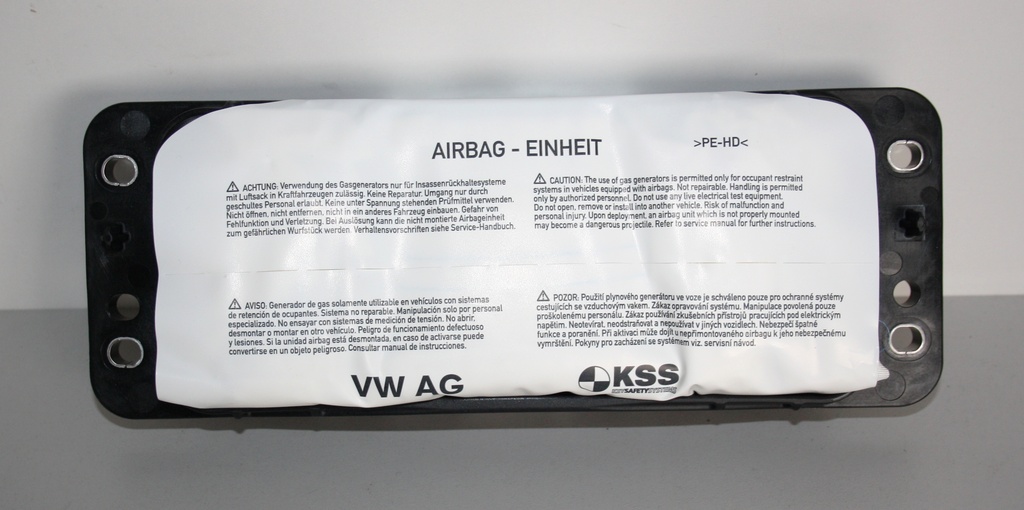 AIRBAG - EINHEIT
>PE-HD<
⚠ ACHTUNG: Verwendung des Gasgenerators nur für Insassenrückhaltesysteme
mit Luftsack in Kraftfahrzeugen zulässig. Keine Reparatur. Umgang nur durch
geschultes Personal erlaubt. Keine unter Spannung stehenden Prüfmittel verwenden.
Nicht öffnen, nicht entfernen, nicht in ein anderes Fahrzeug einbauen. Gefahr von
Fehlfunktion und Verletzung. Bei Auslösung kann die nicht montierte Airbageinheit
zum gefährlichen Wurfstück werden. Verhaltensvorschriften siehe Service-Handbuch.
⚠ CAUTION: The use of gas generators is permitted only for occupant restraint
systems in vehicles equipped with airbags. Not repairable. Handling is permitted
only by authorized personnel. Do not use any live electrical test equipment.
Do not open, remove or install into another vehicle. Risk of malfunction and
personal injury. Upon deployment, an airbag unit which is not properly mounted
may become a dangerous projectile. Refer to service manual for further instructions.
⚠ AVISO: Generador de gas solamente utilizable en vehículos con sistemas
de retención de ocupantes. Sistema no reparable. Manipulación solo por personal
especializado. No ensayar con sistemas de medición de tensión. No abrir,
desmontar o montar en otro vehículo. Peligro de funcionamiento defectuoso
y lesiones. Si la unidad airbag está desmontada, en caso de activarse puede
convertirse en un objeto peligroso. Consultar manual de instrucciones.
⚠ POZOR: Použití plynového generátoru ve voze je schváleno pouze pro ochranné systémy
cestujících se vzduchovým vakem. Zákaz opravování systému. Manipulace povolená pouze
proškolenému personálu. Zákaz používání zkušebních přístrojů pracujících pod elektrickým
napětím. Neotevírat, neodstraňovat a nepoužívat v jiných vozidlech. Nebezpečí špatné
funkce a poranění. Při aktivaci může dojít u nepřimontovaného airbagu k jeho nebezpečnému
vymrštění. Pokyny pro zacházení se systémem viz. servisní návod.
VW AG
KSS
KEYSAFETYSYSTEMS